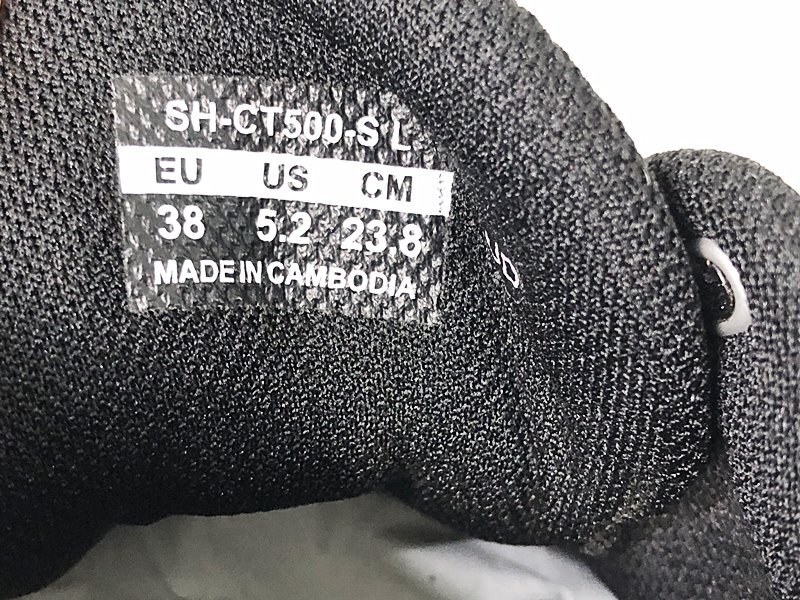 SH-CT500-S L
EU US CM
38 5.2 23.8
MADE IN CAMBODIA